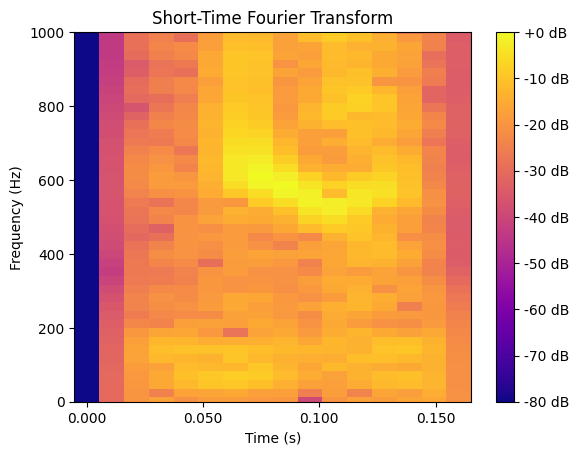 Short-Time Fourier Transform
Frequency (Hz)
1000
800
600
400
200
0
0.000
0.050
0.100
0.150
Time (s)
+0 dB
-10 dB
-20 dB
-30 dB
-40 dB
-50 dB
-60 dB
-70 dB
-80 dB